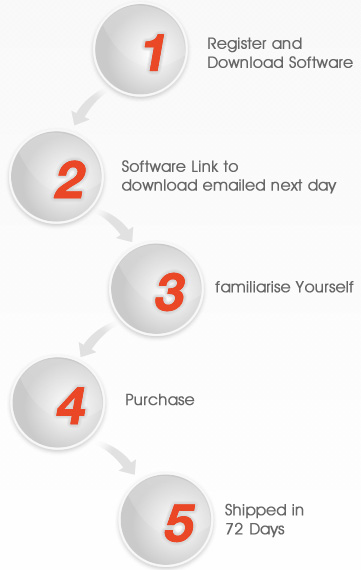 1
Register and
Download Software
2
Software Link to
download emailed next day
3
familiarise Yourself
4
Purchase
5
Shipped in
72 Days